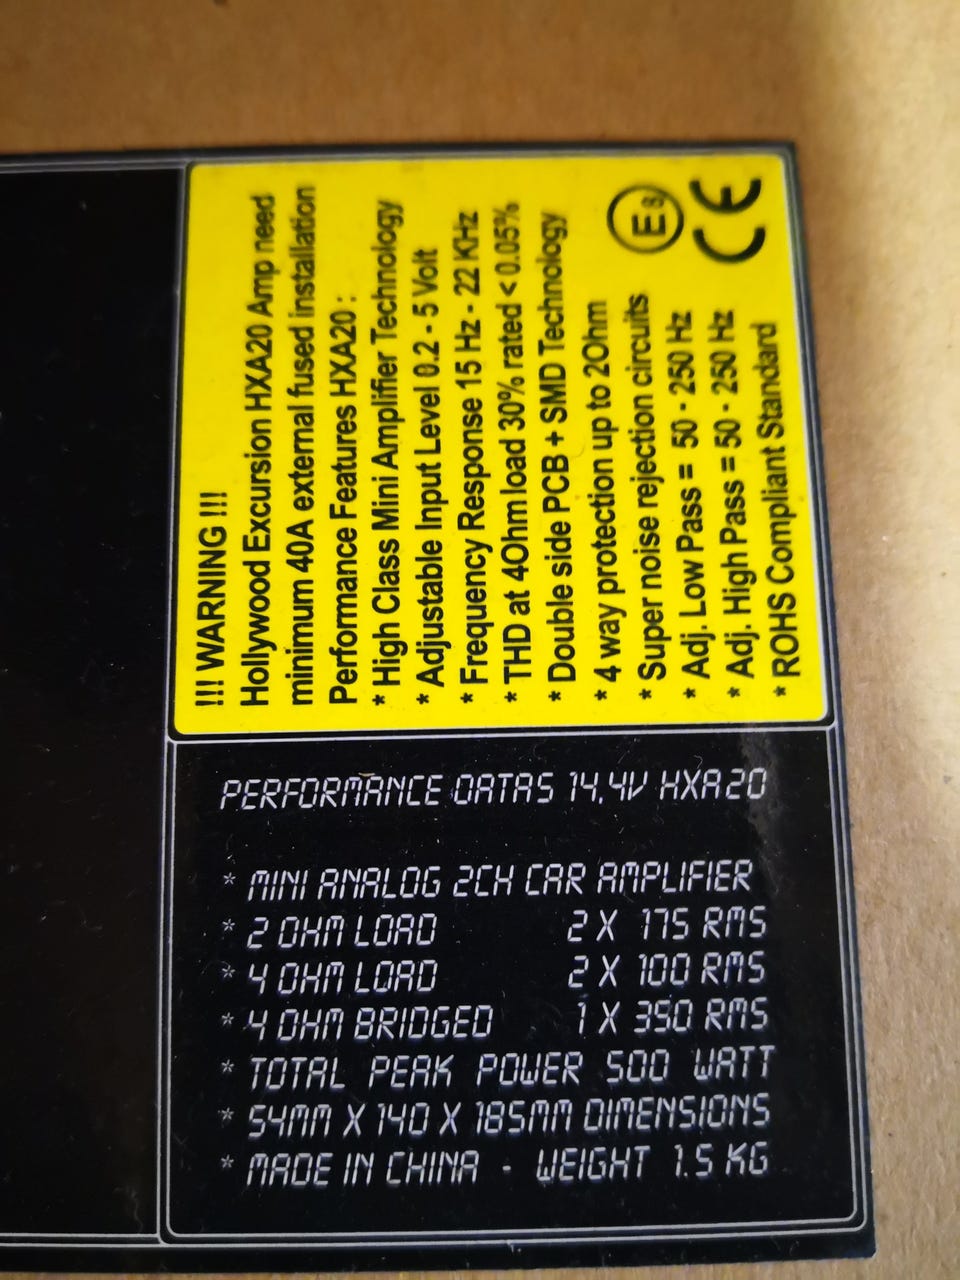 !!! WARNING !!!
Hollywood Excursion HXA20 Amp need
minimum 40A external fused installation
Performance Features HXA20 :
* High Class Mini Amplifier Technology
* Adjustable Input Level 0.2 - 5 Volt
* Frequency Response 15 Hz - 22 KHz
* THD at 4Ohm load 30% rated < 0.05%
* Double side PCB + SMD Technology
* 4 way protection up to 2Ohm
* Super noise rejection circuits
* Adj. Low Pass = 50 - 250 Hz
* Adj. High Pass = 50 - 250 Hz
* ROHS Compliant Standard
E8
CE
PERFORMANCE DATAS 14.4V HXA20
* MINI ANALOG 2CH CAR AMPLIFIER
* 2 OHM LOAD 2 X 175 RMS
* 4 OHM LOAD 2 X 100 RMS
* 4 OHM BRIDGED 1 X 350 RMS
* TOTAL PEAK POWER 500 WATT
* 54MM X 140 X 185MM DIMENSIONS
* MADE IN CHINA - WEIGHT 1.5 KG